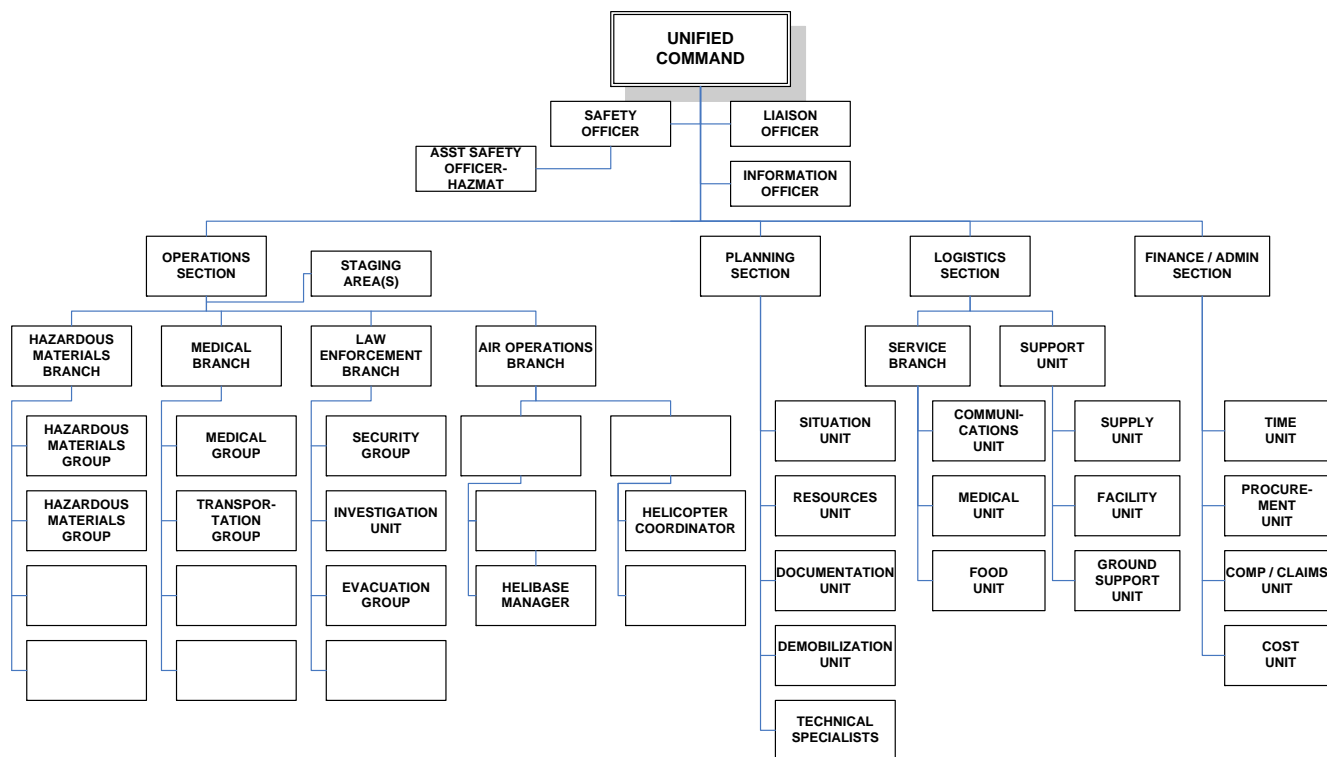 UNIFIED
COMMAND
SAFETY
OFFICER
LIAISON
OFFICER
ASST SAFETY
OFFICER-
HAZMAT
INFORMATION
OFFICER
OPERATIONS
SECTION
STAGING
AREA(S)
PLANNING
SECTION
LOGISTICS
SECTION
FINANCE / ADMIN
SECTION
HAZARDOUS
MATERIALS
BRANCH
MEDICAL
BRANCH
LAW
ENFORCEMENT
BRANCH
AIR OPERATIONS
BRANCH
SERVICE
BRANCH
SUPPORT
UNIT
HAZARDOUS
MATERIALS
GROUP
MEDICAL
GROUP
SECURITY
GROUP
SITUATION
UNIT
COMMUNI-
CATIONS
UNIT
SUPPLY
UNIT
TIME
UNIT
HAZARDOUS
MATERIALS
GROUP
TRANSPOR-
TATION
GROUP
INVESTIGATION
UNIT
HELICOPTER
COORDINATOR
RESOURCES
UNIT
MEDICAL
UNIT
FACILITY
UNIT
PROCURE-
MENT
UNIT
EVACUATION
GROUP
HELIBASE
MANAGER
DOCUMENTATION
UNIT
FOOD
UNIT
GROUND
SUPPORT
UNIT
COMP / CLAIMS
UNIT
DEMOBILIZATION
UNIT
COST
UNIT
TECHNICAL
SPECIALISTS